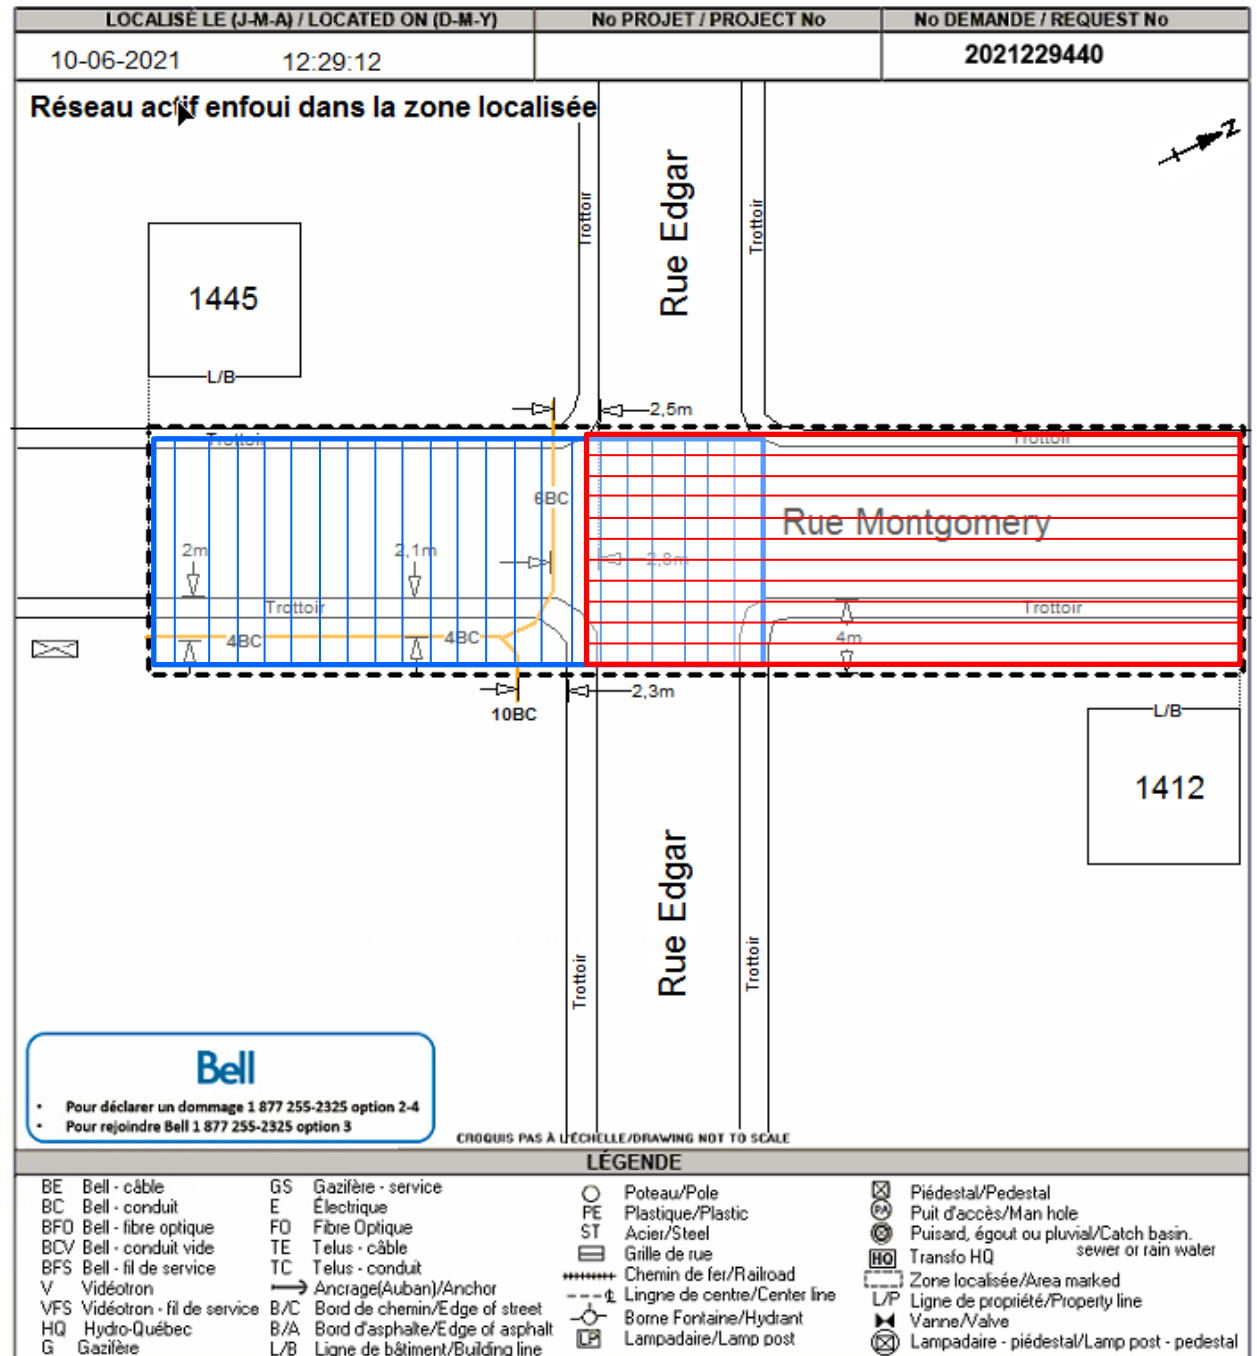 LOCALISÉ LE (J-M-A) / LOCATED ON (D-M-Y) No PROJET / PROJECT No No DEMANDE / REQUEST No
10-06-2021 12:29:12 2021229440
Réseau actif enfoui dans la zone localisée
N
Trottoir
Rue Edgar
Trottoir
1445
L/B
2,5m
Trottoir
Trottoir
6BC
Rue Montgomery
2m
2,1m
2,8m
Trottoir
Trottoir
4BC
4BC
4m
2,3m
10BC
L/B
1412
Rue Edgar
Trottoir
Trottoir
Bell
• Pour déclarer un dommage 1 877 255-2325 option 2-4
• Pour rejoindre Bell 1 877 255-2325 option 3
CROQUIS PAS À L'ÉCHELLE/DRAWING NOT TO SCALE
LÉGENDE
BE Bell - câble
BC Bell - conduit
BFO Bell - fibre optique
BCV Bell - conduit vide
BFS Bell - fil de service
V Vidéotron
VFS Vidéotron - fil de service
HQ Hydro-Québec
G Gazifère
GS Gazifère - service
E Électrique
FO Fibre Optique
TE Telus - câble
TC Telus - conduit
Ancrage(Auban)/Anchor
B/C Bord de chemin/Edge of street
B/A Bord d'asphalte/Edge of asphalt
L/B Ligne de bâtiment/Building line
Poteau/Pole
PE Plastique/Plastic
ST Acier/Steel
Grille de rue
Chemin de fer/Railroad
Lingne de centre/Center line
Borne Fontaine/Hydrant
LP Lampadaire/Lamp post
Piédestal/Pedestal
PA Puit d'accès/Man hole
Puisard, égout ou pluvial/Catch basin.
sewer or rain water
HQ Transfo HQ
Zone localisée/Area marked
L/P Ligne de propriété/Property line
Vanne/Valve
Lampadaire - piédestal/Lamp post - pedestal